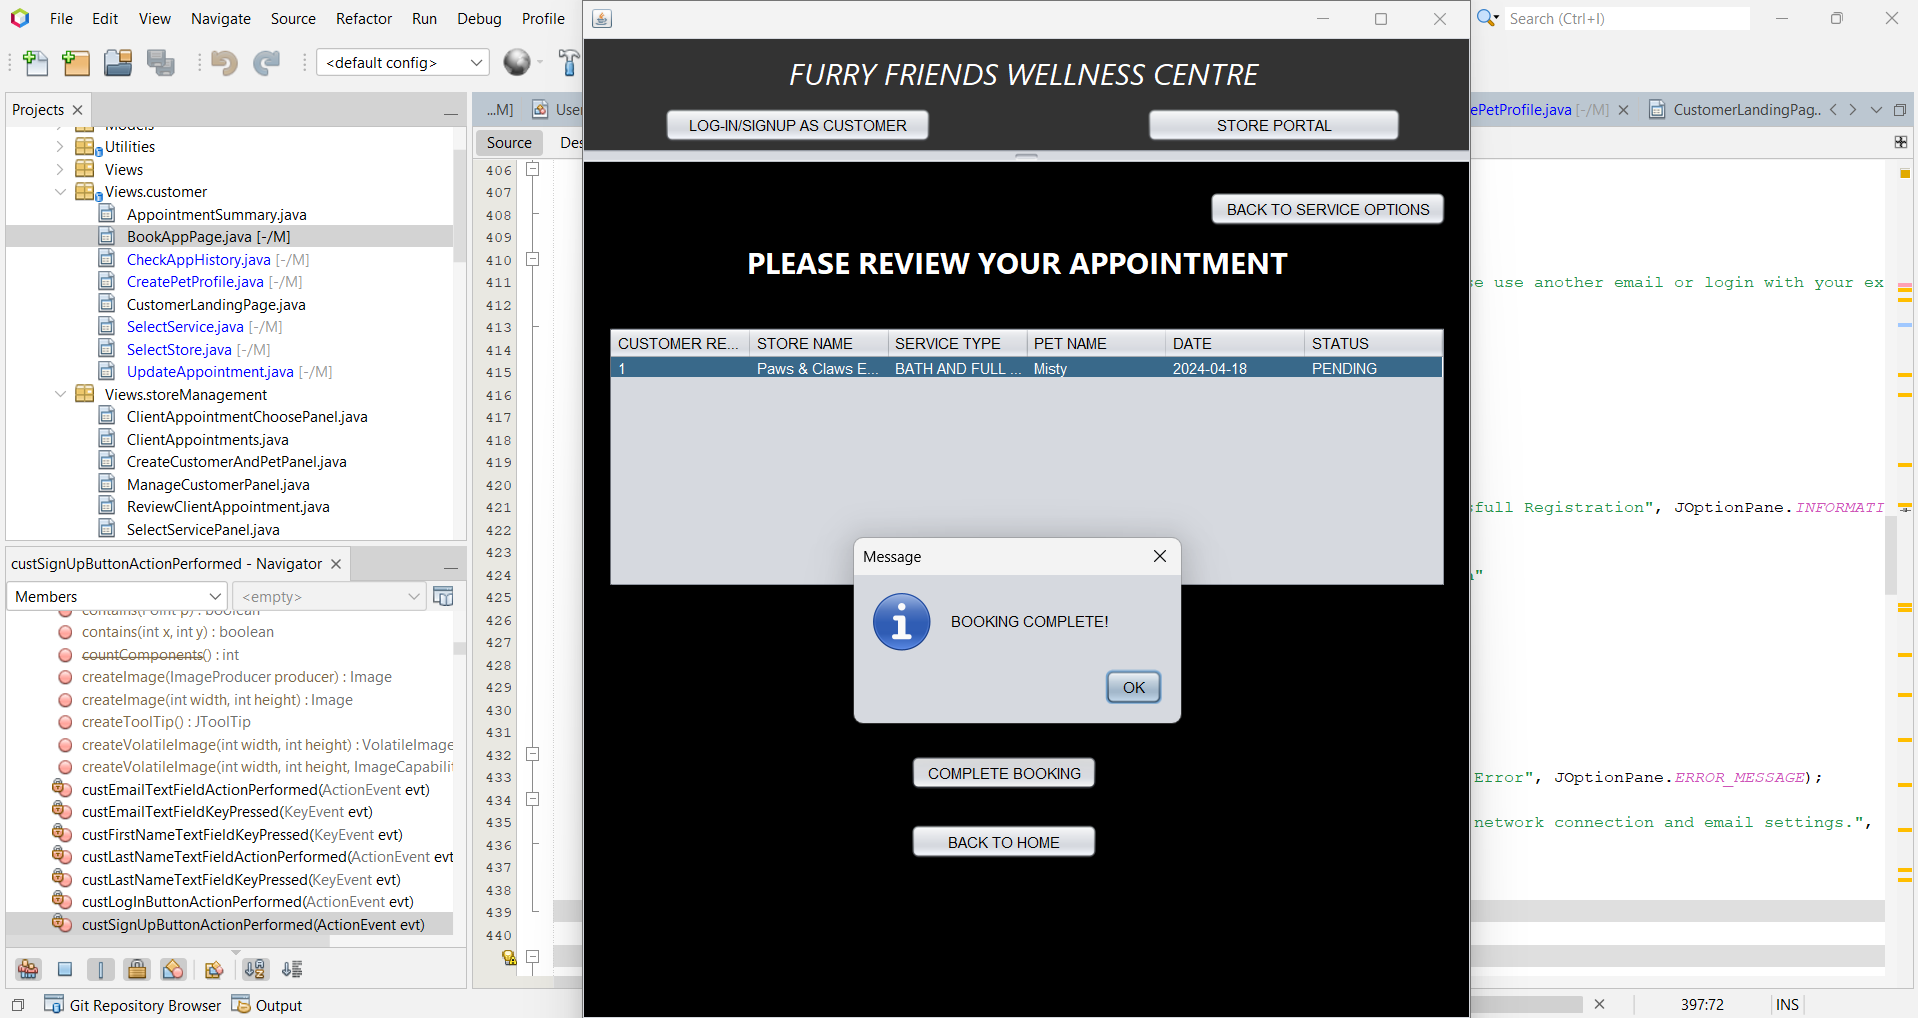 File Edit View Navigate Source Refactor Run Debug Profile
Search (Ctrl+I)
<default config>
Projects
Models
Utilities
Views
Views.customer
AppointmentSummary.java
BookAppPage.java [-/M]
CheckAppHistory.java [-/M]
CreatePetProfile.java [-/M]
CustomerLandingPage.java
SelectService.java [-/M]
SelectStore.java [-/M]
UpdateAppointment.java [-/M]
Views.storeManagement
ClientAppointmentChoosePanel.java
ClientAppointments.java
CreateCustomerAndPetPanel.java
ManageCustomerPanel.java
ReviewClientAppointment.java
SelectServicePanel.java
custSignUpButtonActionPerformed - Navigator
Members
<empty>
contains(Point p) : boolean
contains(int x, int y) : boolean
countComponents() : int
createImage(ImageProducer producer) : Image
createImage(int width, int height) : Image
createToolTip() : JToolTip
createVolatileImage(int width, int height) : VolatileImage
createVolatileImage(int width, int height, ImageCapabili
custEmailTextFieldActionPerformed(ActionEvent evt)
custEmailTextFieldKeyPressed(KeyEvent evt)
custFirstNameTextFieldKeyPressed(KeyEvent evt)
custLastNameTextFieldActionPerformed(ActionEvent evt
custLastNameTextFieldKeyPressed(KeyEvent evt)
custLogInButtonActionPerformed(ActionEvent evt)
custSignUpButtonActionPerformed(ActionEvent evt)
Git Repository Browser Output
...M] User
Source Des
406
407
408
409
410
411
412
413
414
415
416
417
418
419
420
421
422
423
424
425
426
427
428
429
430
431
432
433
434
435
436
437
438
439
440
FURRY FRIENDS WELLNESS CENTRE
LOG-IN/SIGNUP AS CUSTOMER STORE PORTAL
BACK TO SERVICE OPTIONS
PLEASE REVIEW YOUR APPOINTMENT
CUSTOMER RE... STORE NAME SERVICE TYPE PET NAME DATE STATUS
1 Paws & Claws E... BATH AND FULL ... Misty 2024-04-18 PENDING
Message
BOOKING COMPLETE!
OK
COMPLETE BOOKING
BACK TO HOME
ePetProfile.java [-/M] CustomerLandingPag..
se use another email or login with your ex
sfull Registration", JOptionPane.INFORMATI
"
Error", JOptionPane.ERROR_MESSAGE);
network connection and email settings.",
397:72 INS